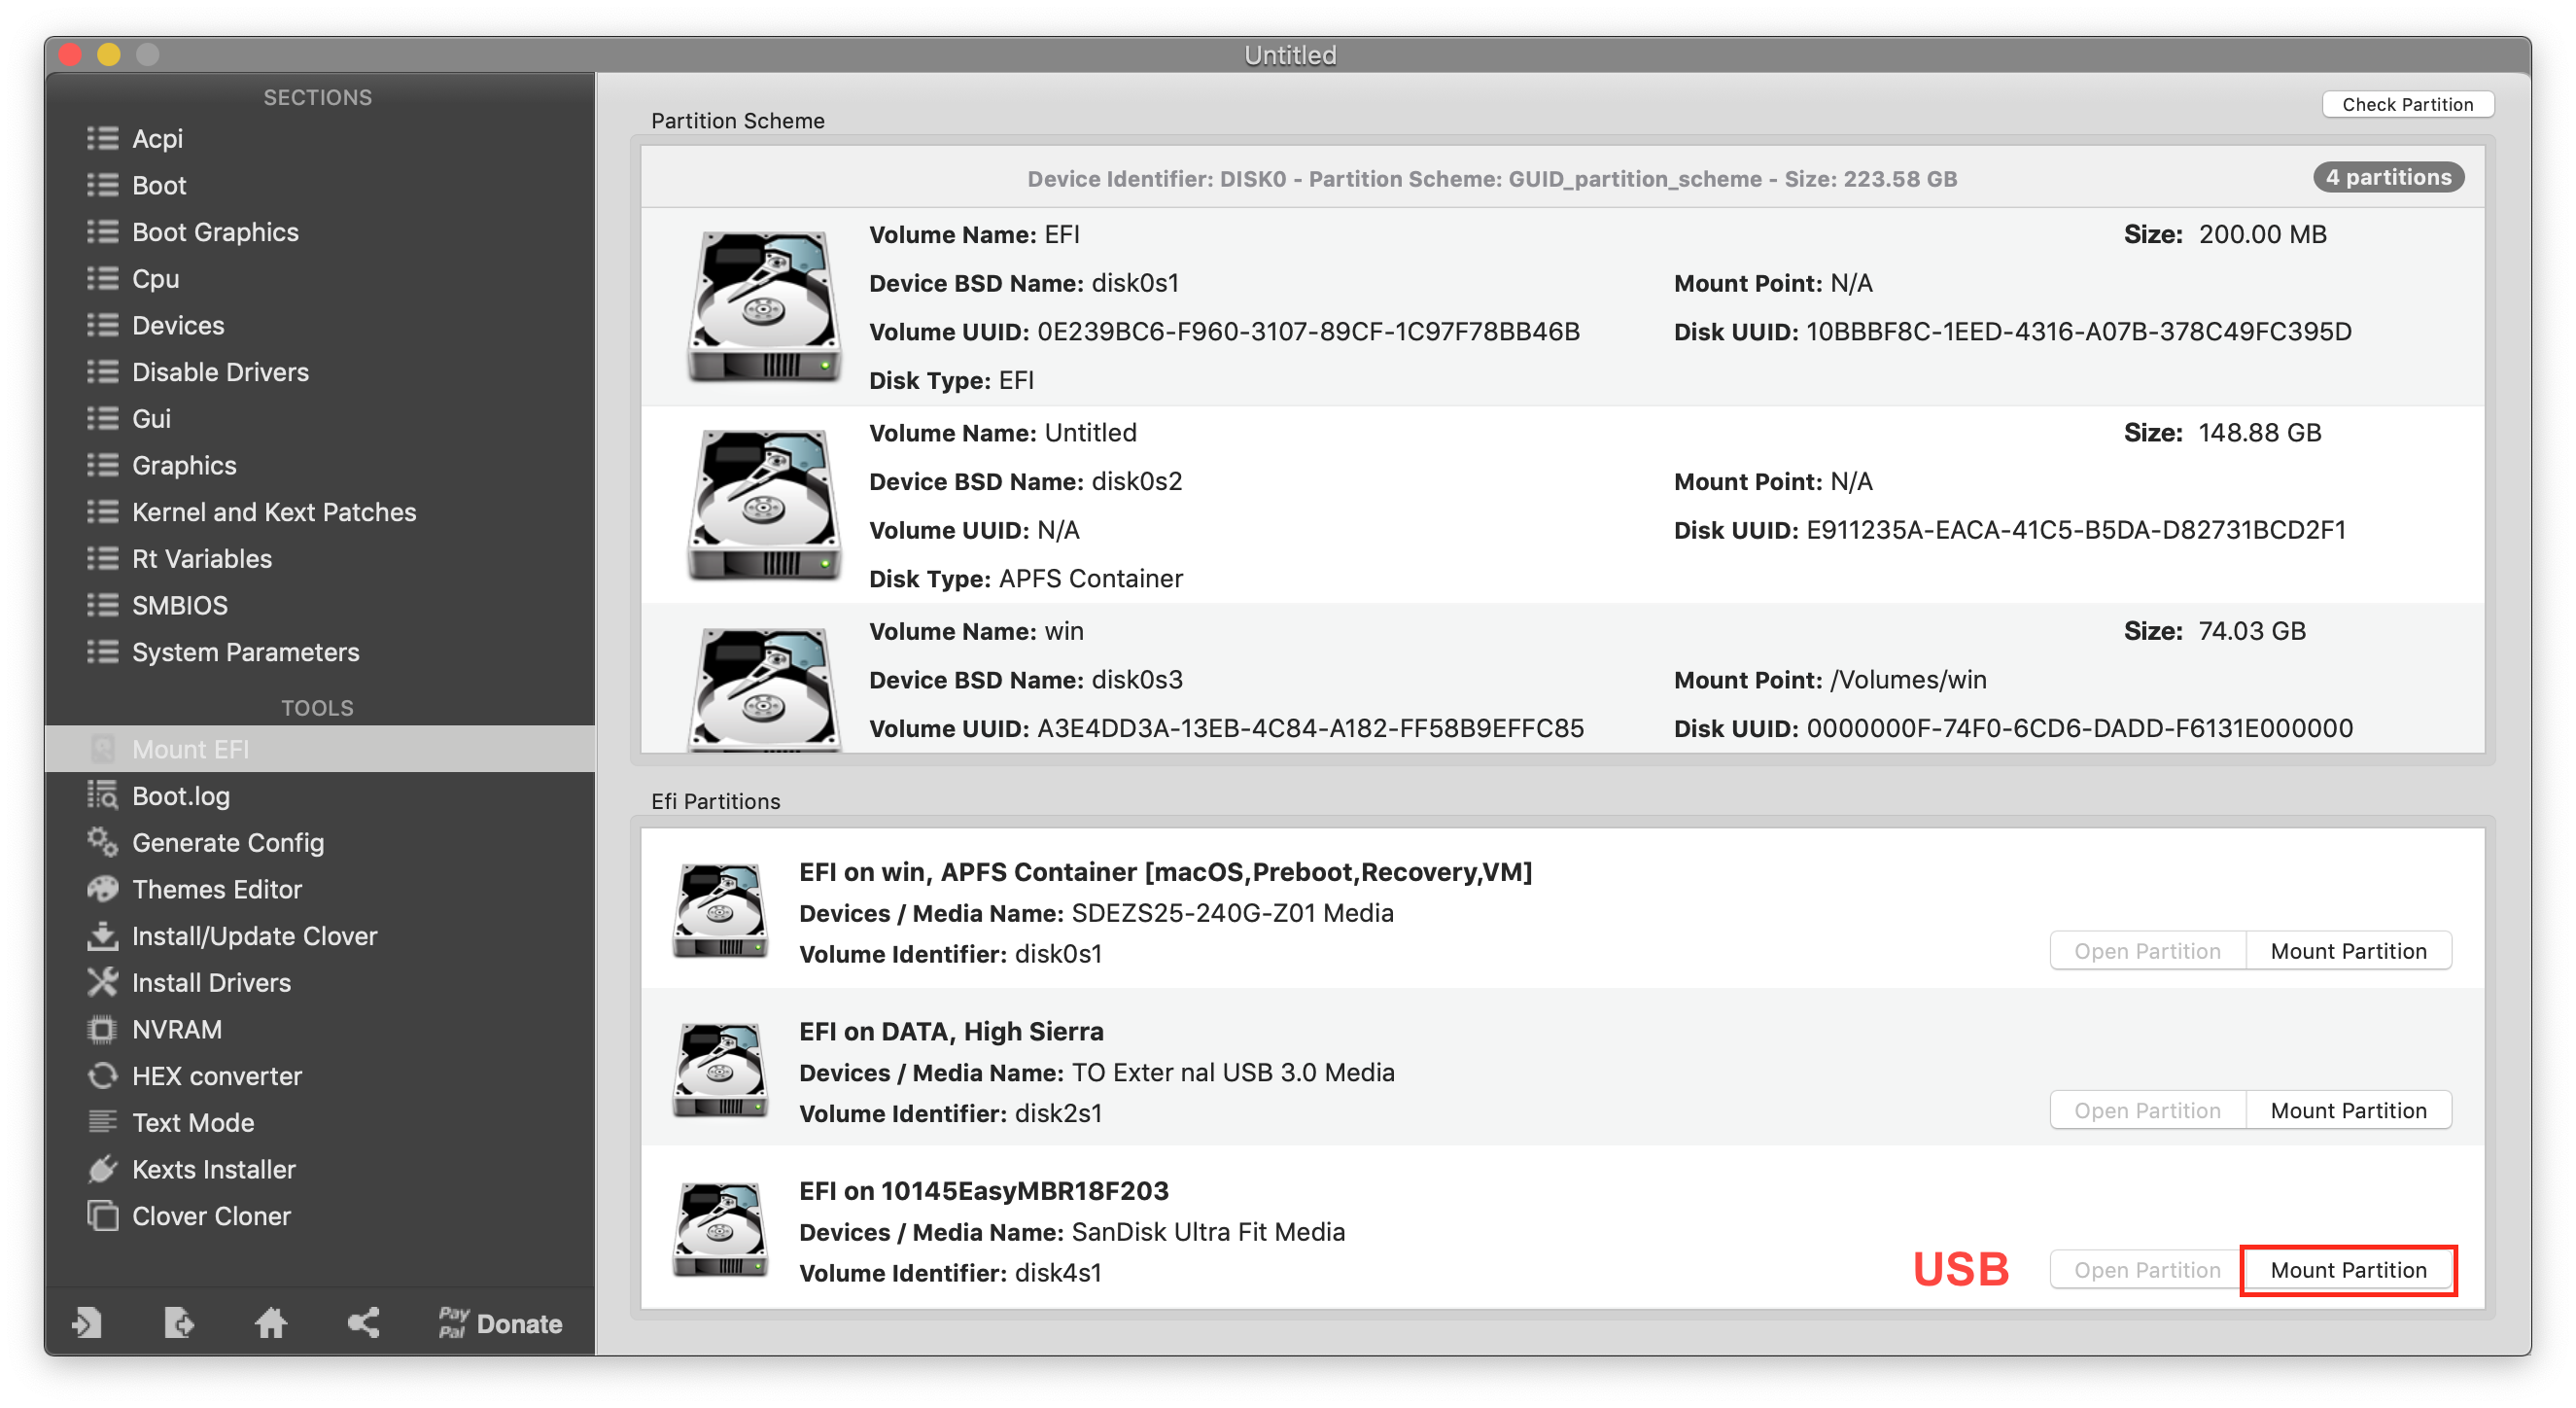 Untitled
SECTIONS
Acpi
Boot
Boot Graphics
Cpu
Devices
Disable Drivers
Gui
Graphics
Kernel and Kext Patches
Rt Variables
SMBIOS
System Parameters
TOOLS
Mount EFI
Boot.log
Generate Config
Themes Editor
Install/Update Clover
Install Drivers
NVRAM
HEX converter
Text Mode
Kexts Installer
Clover Cloner
Pay
Pal Donate
Check Partition
Partition Scheme
Device Identifier: DISK0 - Partition Scheme: GUID_partition_scheme - Size: 223.58 GB 4 partitions
Volume Name: EFI Size: 200.00 MB
Device BSD Name: disk0s1 Mount Point: N/A
Volume UUID: 0E239BC6-F960-3107-89CF-1C97F78BB46B Disk UUID: 10BBBF8C-1EED-4316-A07B-378C49FC395D
Disk Type: EFI
Volume Name: Untitled Size: 148.88 GB
Device BSD Name: disk0s2 Mount Point: N/A
Volume UUID: N/A Disk UUID: E911235A-EACA-41C5-B5DA-D82731BCD2F1
Disk Type: APFS Container
Volume Name: win Size: 74.03 GB
Device BSD Name: disk0s3 Mount Point: /Volumes/win
Volume UUID: A3E4DD3A-13EB-4C84-A182-FF58B9EFFC85 Disk UUID: 0000000F-74F0-6CD6-DADD-F6131E000000
Efi Partitions
EFI on win, APFS Container [macOS,Preboot,Recovery,VM]
Devices / Media Name: SDEZS25-240G-Z01 Media
Volume Identifier: disk0s1 Open Partition Mount Partition
EFI on DATA, High Sierra
Devices / Media Name: TO Exter nal USB 3.0 Media
Volume Identifier: disk2s1 Open Partition Mount Partition
EFI on 10145EasyMBR18F203
Devices / Media Name: SanDisk Ultra Fit Media
Volume Identifier: disk4s1 USB Open Partition Mount Partition